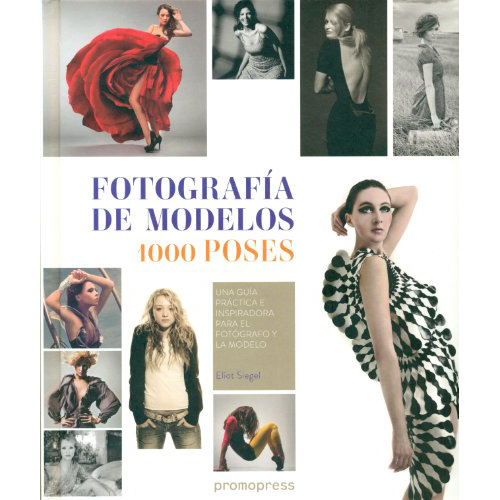 FOTOGRAFÍA
DE MODELOS
1000 POSES
UNA GUÍA
PRÁCTICA E
INSPIRADORA
PARA EL
FOTÓGRAFO Y
LA MODELO
Eliot Siegel
promopress